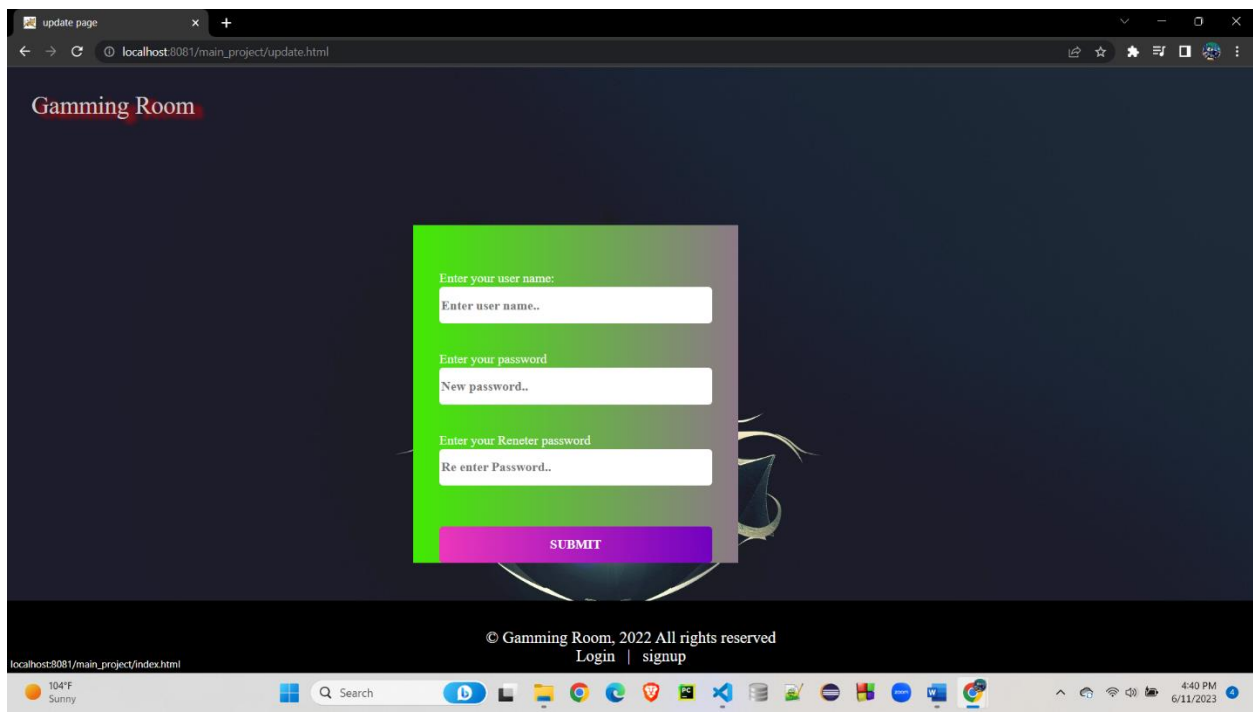 update page
localhost:8081/main_project/update.html
Gamming Room
Enter your user name:
Enter user name..
Enter your password
New password..
Enter your Reneter password
Re enter Password..
SUBMIT
© Gamming Room, 2022 All rights reserved
Login | signup
localhost:8081/main_project/index.html
104°F
Sunny
Search
zoom
4:40 PM
6/11/2023
4